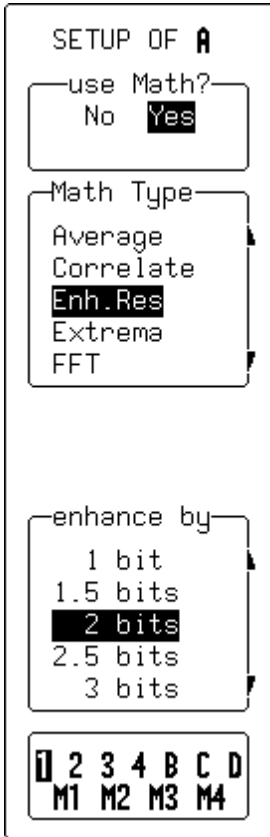 SETUP OF A
use Math?
No Yes
Math Type
Average
Correlate
Enh.Res
Extrema
FFT
enhance by
1 bit
1.5 bits
2 bits
2.5 bits
3 bits
1 2 3 4 B C D
M1 M2 M3 M4